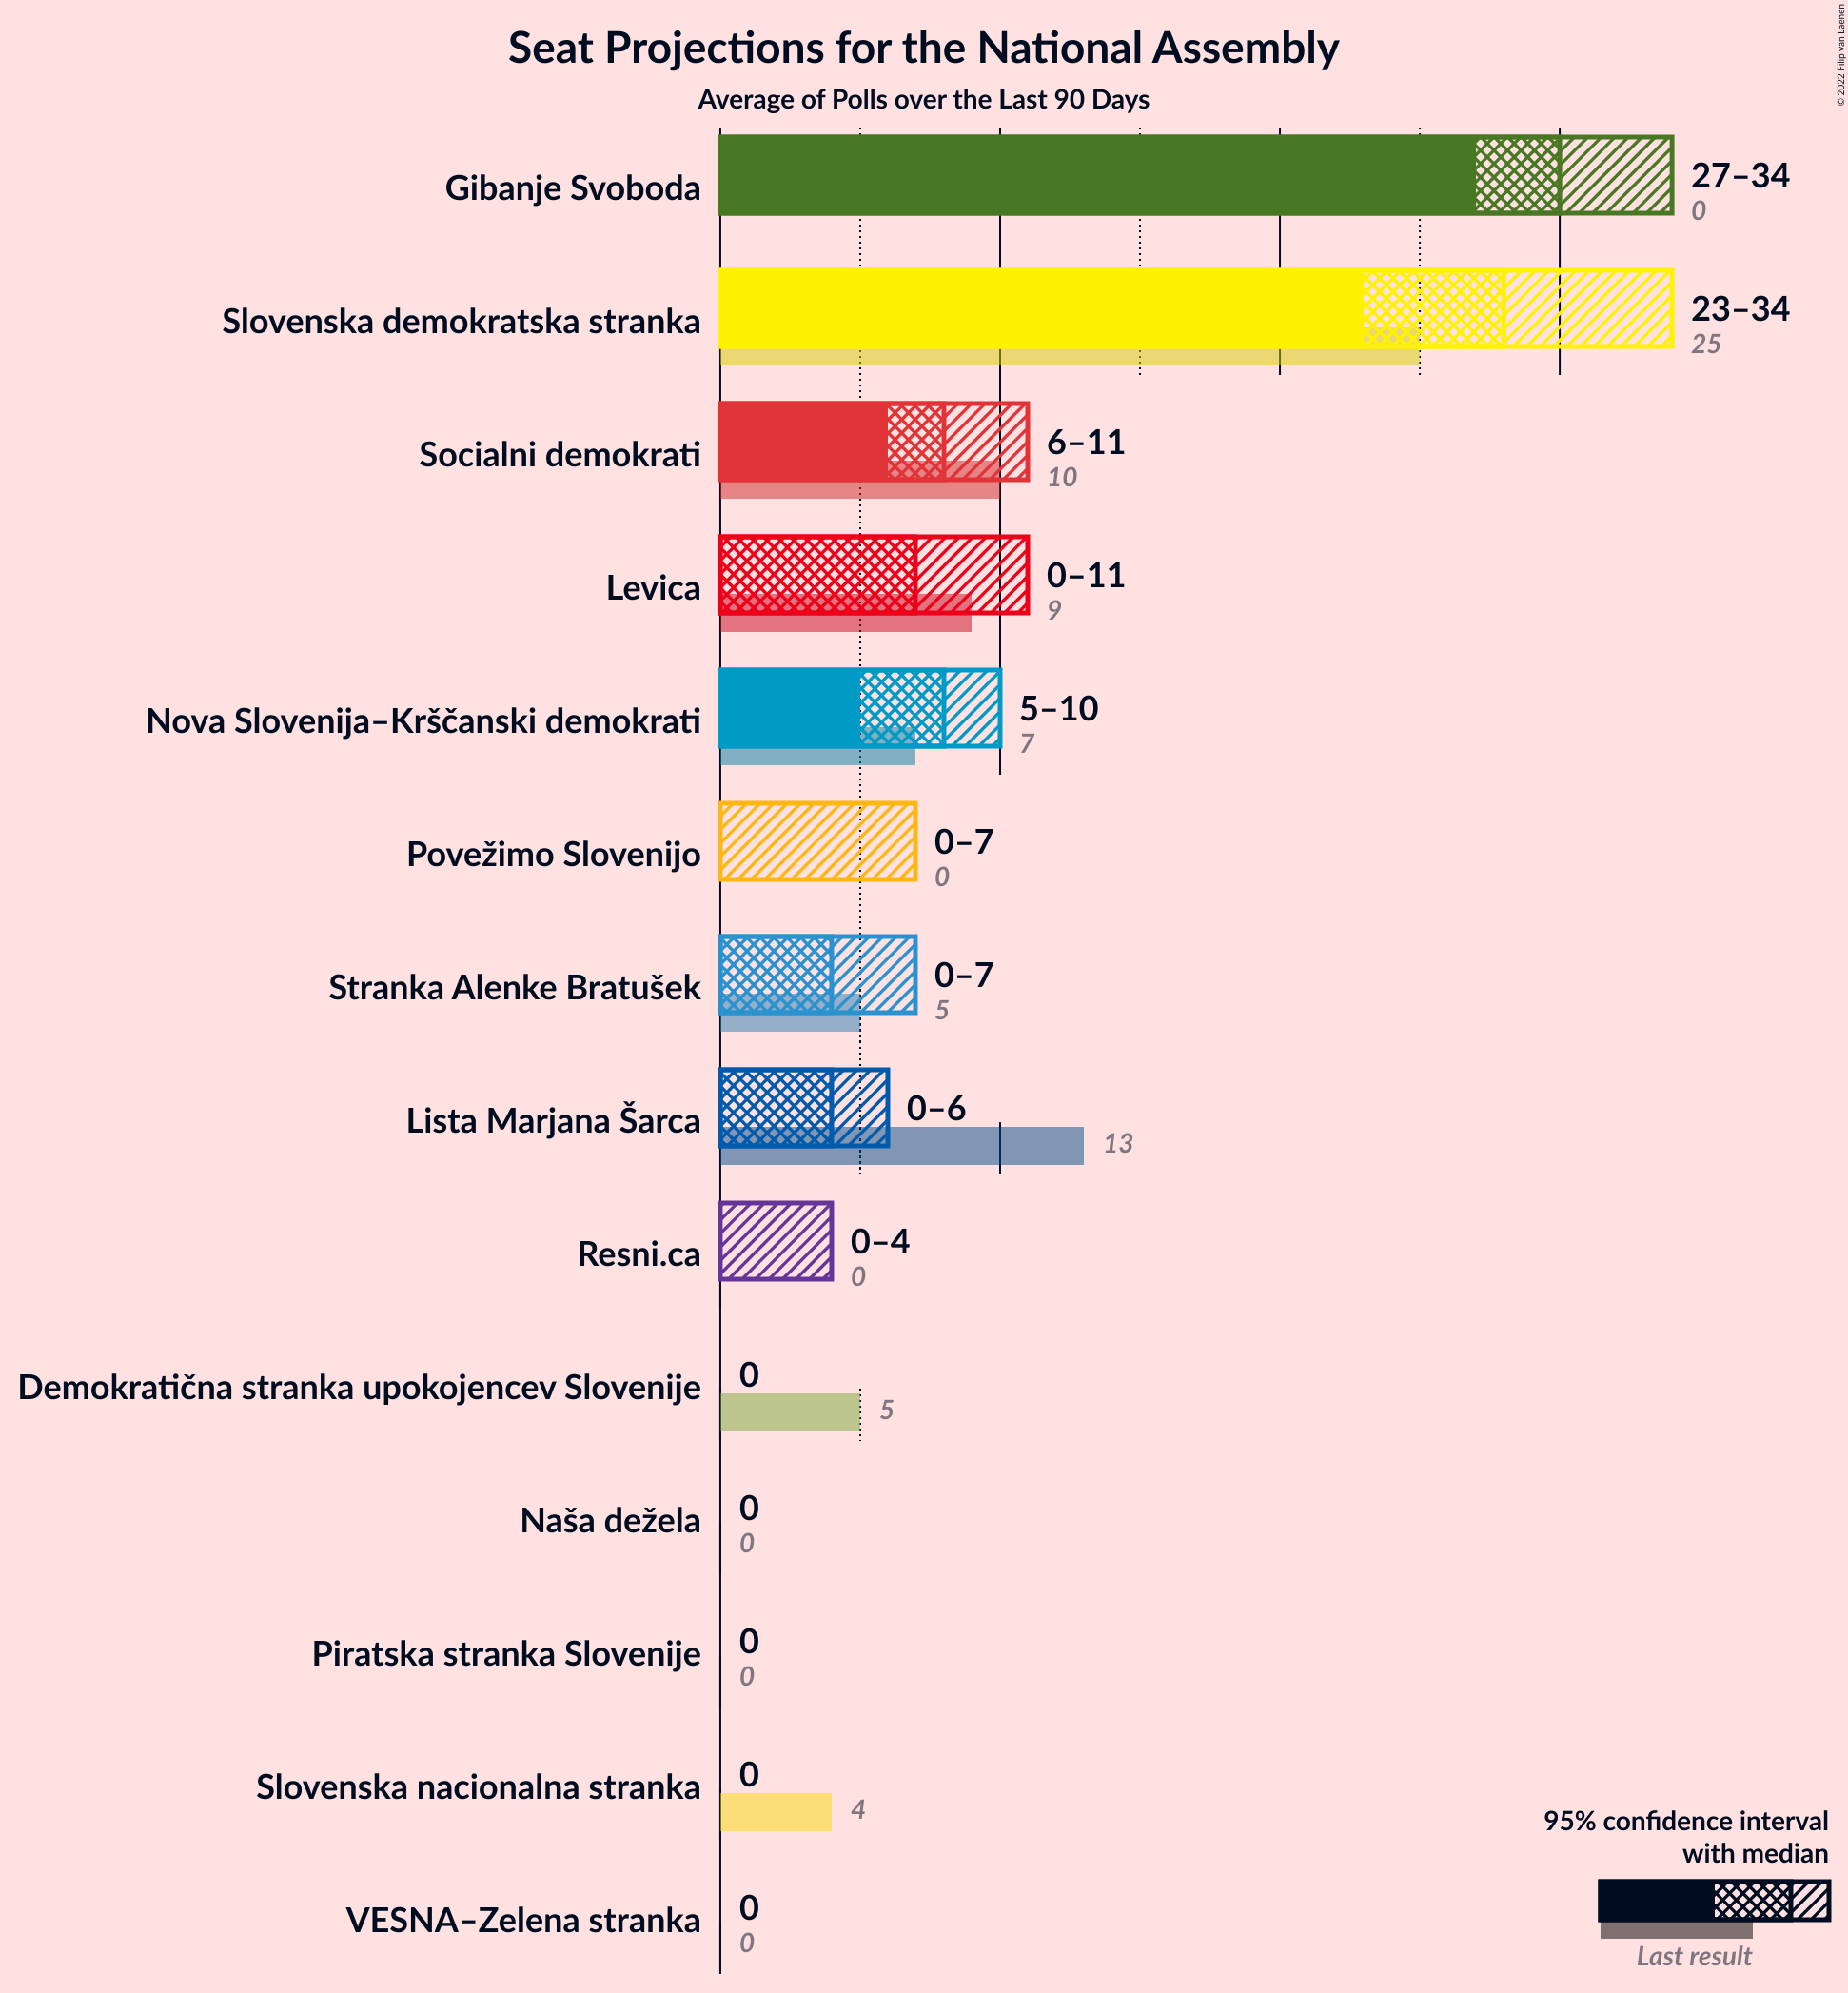 Seat Projections for the National Assembly
Average of Polls over the Last 90 Days
© 2022 Filip van Laenen
Gibanje Svoboda
27–34
0
Slovenska demokratska stranka
23–34
25
Socialni demokrati
6–11
10
Levica
0–11
9
Nova Slovenija–Krščanski demokrati
5–10
7
Povežimo Slovenijo
0–7
0
Stranka Alenke Bratušek
0–7
5
Lista Marjana Šarca
0–6
13
Resni.ca
0–4
0
Demokratična stranka upokojencev Slovenije
0
5
Naša dežela
0
0
Piratska stranka Slovenije
0
0
Slovenska nacionalna stranka
0
4
VESNA–Zelena stranka
0
0
95% confidence interval
with median
Last result